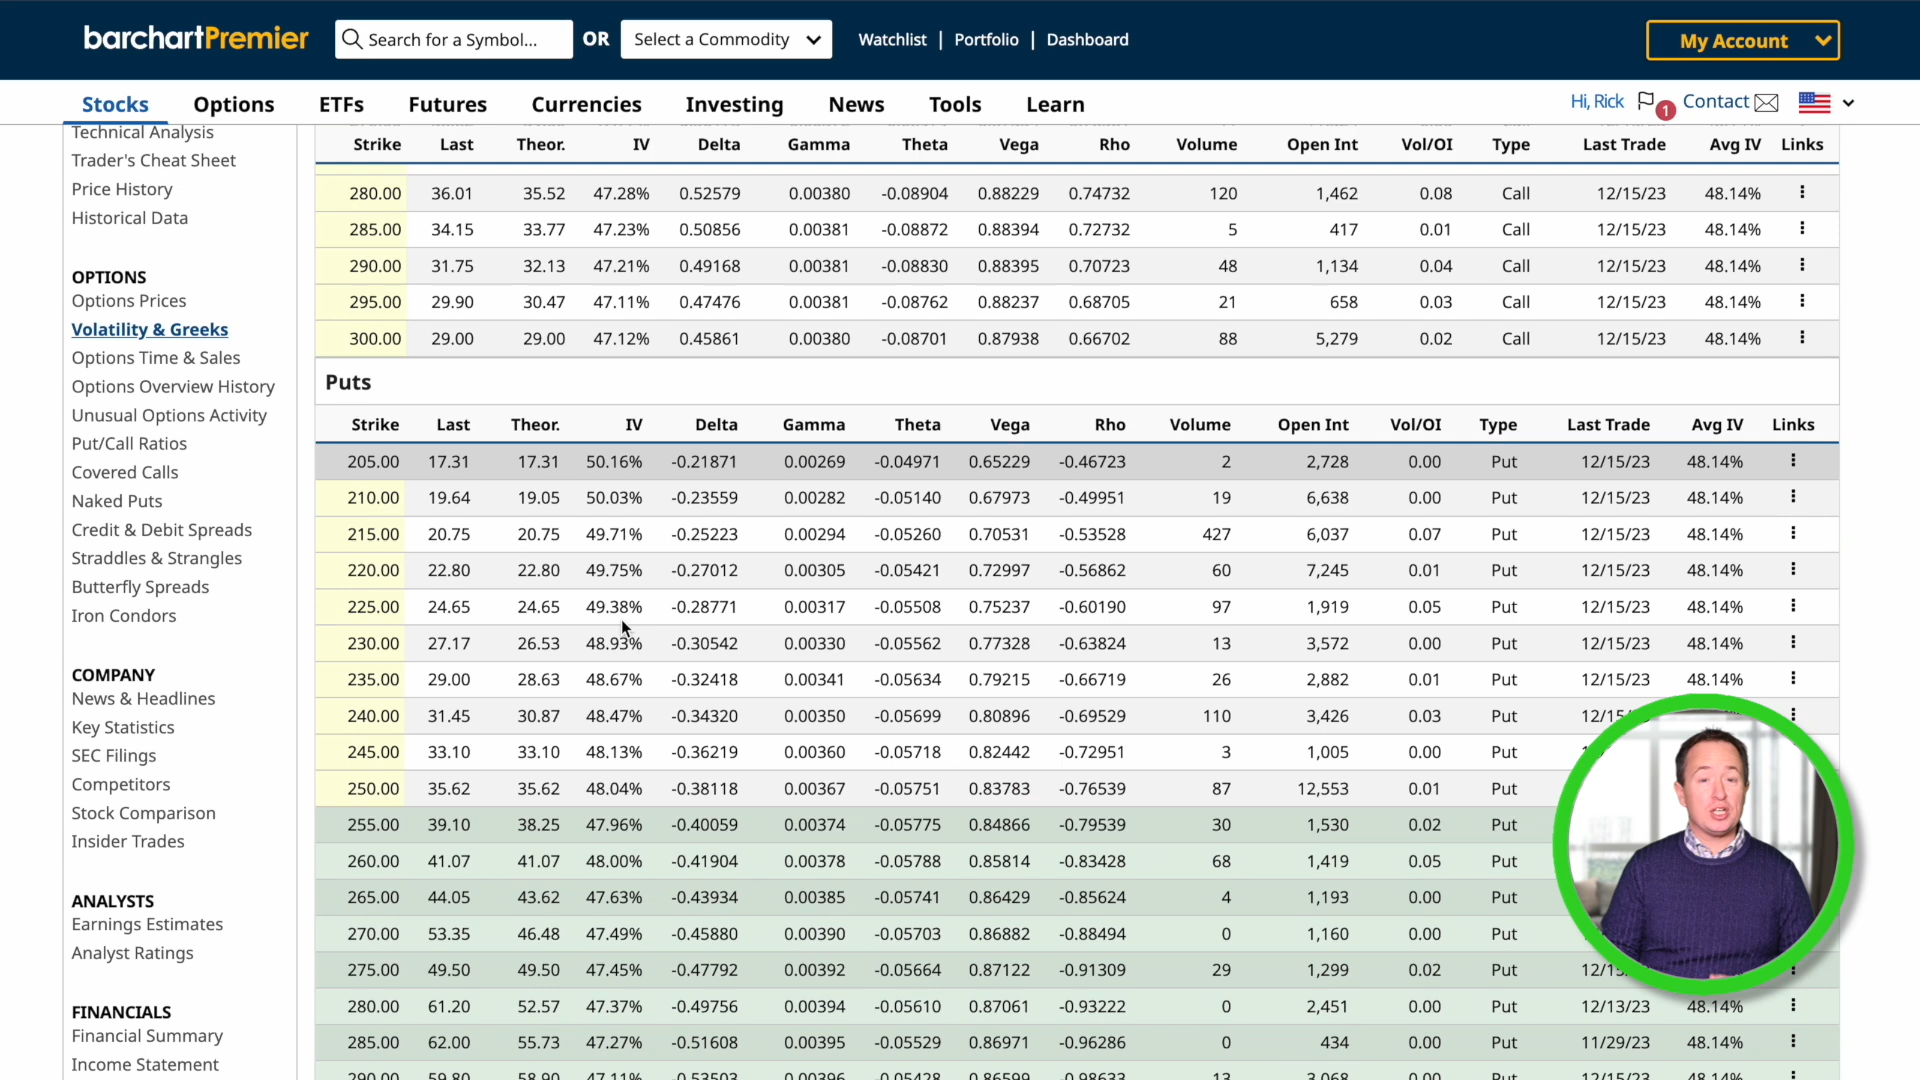 barchartPremier
Search for a Symbol...
OR
Select a Commodity
Watchlist | Portfolio | Dashboard
My Account
Stocks Options ETFs Futures Currencies Investing News Tools Learn
Hi, Rick 1 Contact
Technical Analysis
Trader's Cheat Sheet
Price History
Historical Data
OPTIONS
Options Prices
Volatility & Greeks
Options Time & Sales
Options Overview History
Unusual Options Activity
Put/Call Ratios
Covered Calls
Naked Puts
Credit & Debit Spreads
Straddles & Strangles
Butterfly Spreads
Iron Condors
COMPANY
News & Headlines
Key Statistics
SEC Filings
Competitors
Stock Comparison
Insider Trades
ANALYSTS
Earnings Estimates
Analyst Ratings
FINANCIALS
Financial Summary
Income Statement
Strike Last Theor. IV Delta Gamma Theta Vega Rho Volume Open Int Vol/OI Type Last Trade Avg IV Links
280.00 36.01 35.52 47.28% 0.52579 0.00380 -0.08904 0.88229 0.74732 120 1,462 0.08 Call 12/15/23 48.14%
285.00 34.15 33.77 47.23% 0.50856 0.00381 -0.08872 0.88394 0.72732 5 417 0.01 Call 12/15/23 48.14%
290.00 31.75 32.13 47.21% 0.49168 0.00381 -0.08830 0.88395 0.70723 48 1,134 0.04 Call 12/15/23 48.14%
295.00 29.90 30.47 47.11% 0.47476 0.00381 -0.08762 0.88237 0.68705 21 658 0.03 Call 12/15/23 48.14%
300.00 29.00 29.00 47.12% 0.45861 0.00380 -0.08701 0.87938 0.66702 88 5,279 0.02 Call 12/15/23 48.14%
Puts
Strike Last Theor. IV Delta Gamma Theta Vega Rho Volume Open Int Vol/OI Type Last Trade Avg IV Links
205.00 17.31 17.31 50.16% -0.21871 0.00269 -0.04971 0.65229 -0.46723 2 2,728 0.00 Put 12/15/23 48.14%
210.00 19.64 19.05 50.03% -0.23559 0.00282 -0.05140 0.67973 -0.49951 19 6,638 0.00 Put 12/15/23 48.14%
215.00 20.75 20.75 49.71% -0.25223 0.00294 -0.05260 0.70531 -0.53528 427 6,037 0.07 Put 12/15/23 48.14%
220.00 22.80 22.80 49.75% -0.27012 0.00305 -0.05421 0.72997 -0.56862 60 7,245 0.01 Put 12/15/23 48.14%
225.00 24.65 24.65 49.38% -0.28771 0.00317 -0.05508 0.75237 -0.60190 97 1,919 0.05 Put 12/15/23 48.14%
230.00 27.17 26.53 48.93% -0.30542 0.00330 -0.05562 0.77328 -0.63824 13 3,572 0.00 Put 12/15/23 48.14%
235.00 29.00 28.63 48.67% -0.32418 0.00341 -0.05634 0.79215 -0.66719 26 2,882 0.01 Put 12/15/23 48.14%
240.00 31.45 30.87 48.47% -0.34320 0.00350 -0.05699 0.80896 -0.69529 110 3,426 0.03 Put
245.00 33.10 33.10 48.13% -0.36219 0.00360 -0.05718 0.82442 -0.72951 3 1,005 0.00 Put
250.00 35.62 35.62 48.04% -0.38118 0.00367 -0.05751 0.83783 -0.76539 87 12,553 0.01 Put
255.00 39.10 38.25 47.96% -0.40059 0.00374 -0.05775 0.84866 -0.79539 30 1,530 0.02 Put
260.00 41.07 41.07 48.00% -0.41904 0.00378 -0.05788 0.85814 -0.83428 68 1,419 0.05 Put
265.00 44.05 43.62 47.63% -0.43934 0.00385 -0.05741 0.86429 -0.85624 4 1,193 0.00 Put
270.00 53.35 46.48 47.49% -0.45880 0.00390 -0.05703 0.86882 -0.88494 0 1,160 0.00 Put
275.00 49.50 49.50 47.45% -0.47792 0.00392 -0.05664 0.87122 -0.91309 29 1,299 0.02 Put
280.00 61.20 52.57 47.37% -0.49756 0.00394 -0.05610 0.87061 -0.93222 0 2,451 0.00 Put 12/13/23 48.14%
285.00 62.00 55.73 47.27% -0.51608 0.00395 -0.05529 0.86971 -0.96286 0 434 0.00 Put 11/29/23 48.14%
290.00 59.80 58.90 47.11% -0.53503 0.00396 -0.05428 0.86599 -0.98633 13 3,068 0.00 Put 12/15/23 48.14%